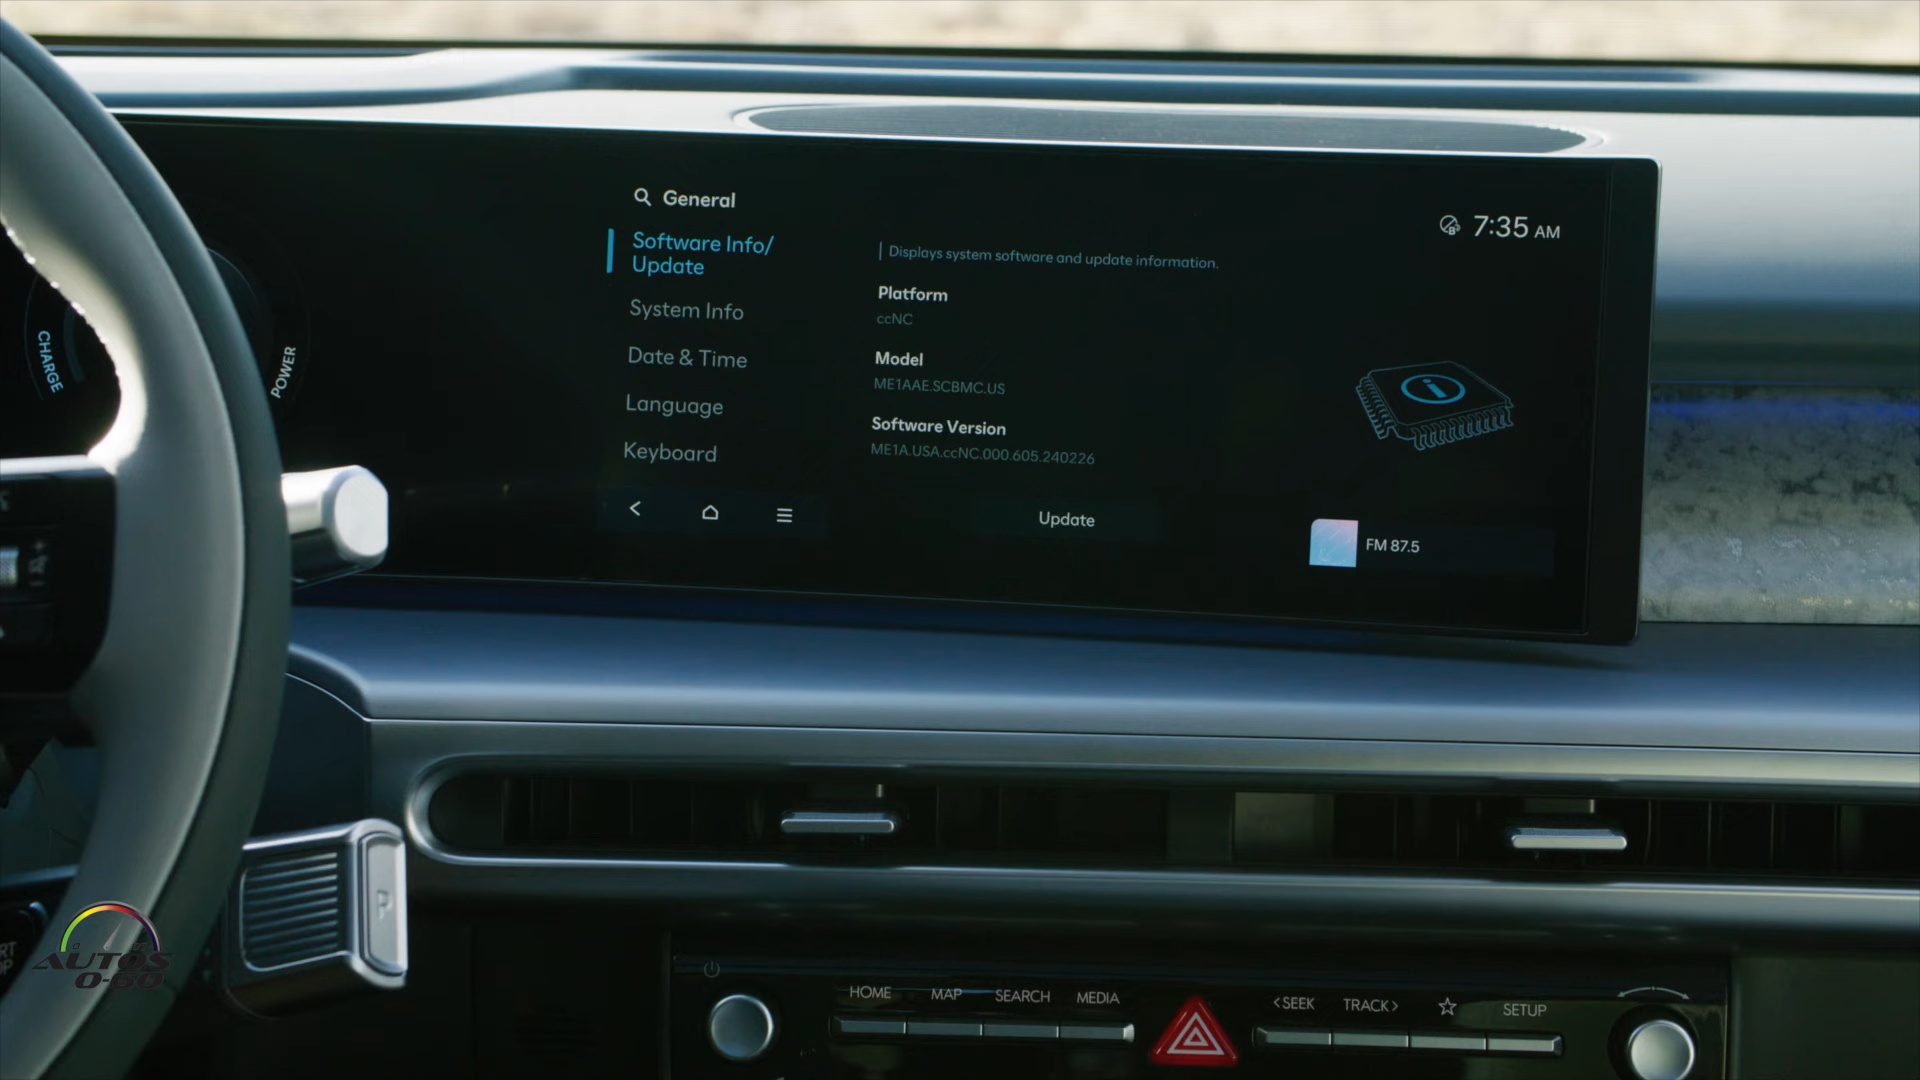 General
7:35 AM
Software Info/
Update
Displays system software and update information.
System Info
Platform
ccNC
Date & Time
Model
ME1AAE.SCBMC.US
Language
Software Version
ME1A.USA.ccNC.000.605.240226
Keyboard
Update
FM 87.5
CHARGE
POWER
P
AUTOS
0-60
HOME
MAP
SEARCH
MEDIA
<SEEK
TRACK>
SETUP